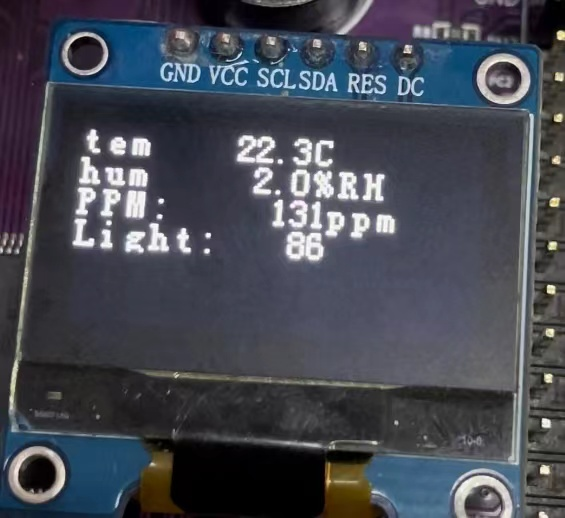 GND VCC SCL SDA RES DC
tem 22.3C
hum 2.0%RH
PPM: 131ppm
Light: 86